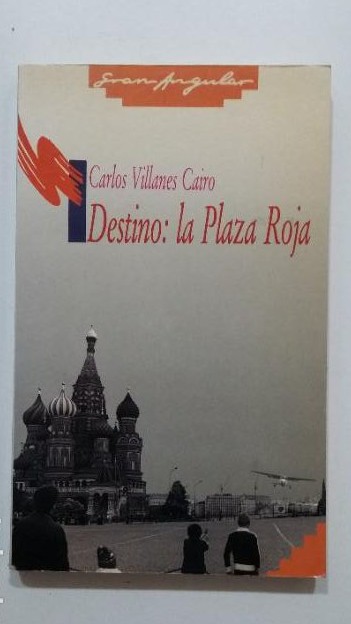 Gran Angular
Carlos Villanes Cairo
Destino: la Plaza Roja